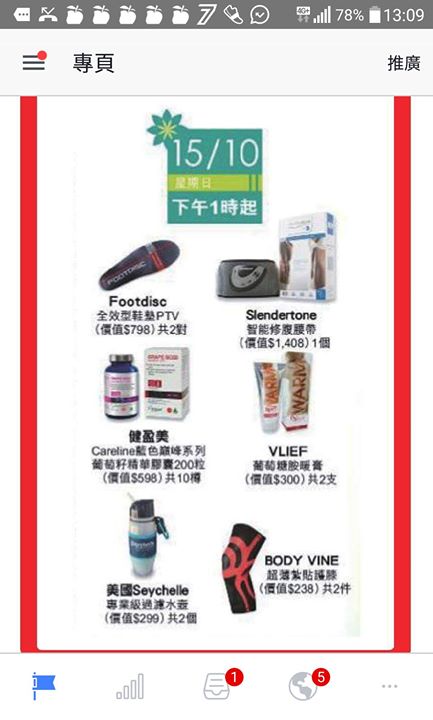 78% 13:09
專頁
推廣
15/10
星期日
下午1時起
FOOTDISC
Footdisc
全效型鞋墊PTV
(價值$798)共2對
Slendertone
智能修腹腰帶
(價值$1,408)1個
GRAPE SEED
健盈美
Careline藍色巔峰系列
葡萄籽精華膠囊200粒
(價值$598)共10樽
WARM
WARM
VLIEF
葡萄糖胺暖膏
(價值$300)共2支
Seychelle
美國Seychelle
專業級過濾水壺
(價值$299)共2個
BODY VINE
超薄紮貼護膝
(價值$238)共2件
1
5